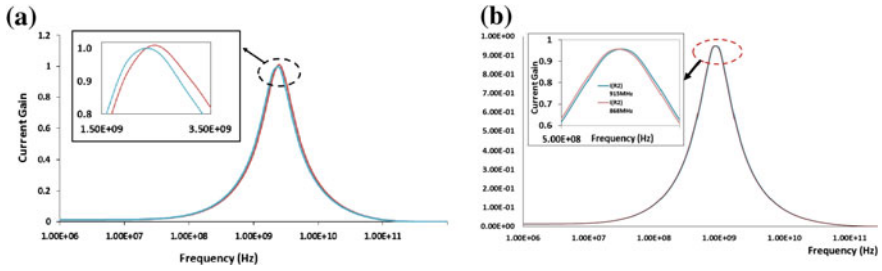 (a)
1.2
1
0.8
0.6
0.4
0.2
0
Current Gain
1.0
0.9
0.8
1.50E+09 3.50E+09
1.00E+06 1.00E+07 1.00E+08 1.00E+09 1.00E+10 1.00E+11
Frequency (Hz)
(b)
1.00E+00
9.00E-01
8.00E-01
7.00E-01
6.00E-01
5.00E-01
4.00E-01
3.00E-01
2.00E-01
1.00E-01
0.00E+00
Current Gain
1
0.9
0.8
0.7
0.6
I(R2)
915MHz
I(R2)
868MHz
5.00E+08 Frequency (Hz)
1.00E+06 1.00E+07 1.00E+08 1.00E+09 1.00E+10 1.00E+11
Frequency (Hz)